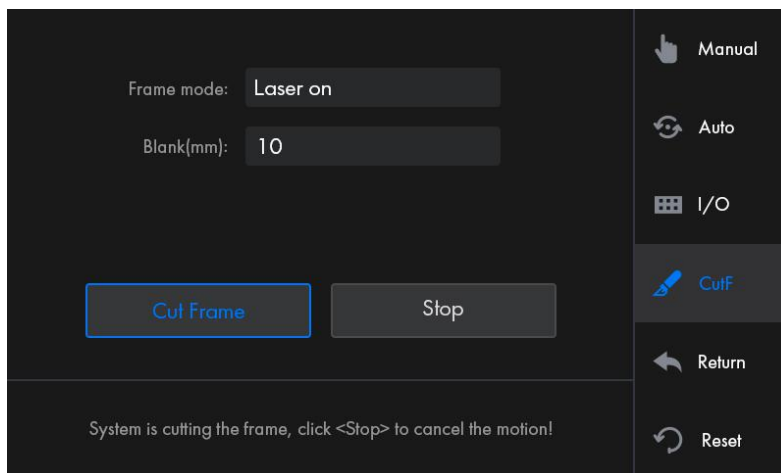 Frame mode: Laser on
Blank(mm): 10
Cut Frame
Stop
System is cutting the frame, click <Stop> to cancel the motion!
Manual
Auto
I/O
CutF
Return
Reset